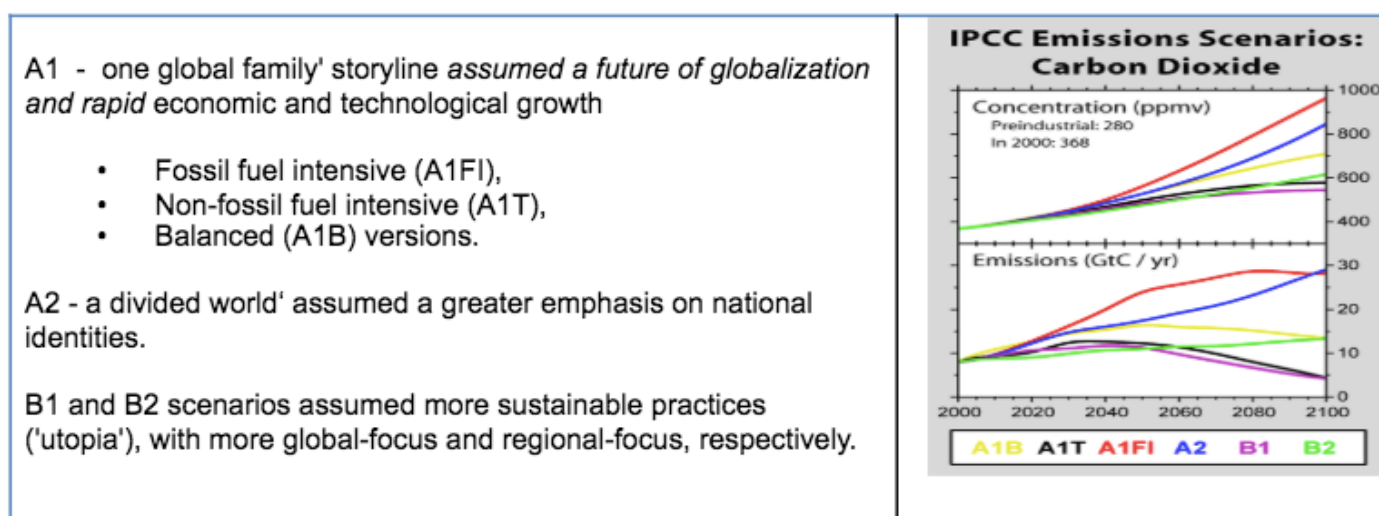 A1 - one global family' storyline assumed a future of globalization
and rapid economic and technological growth
• Fossil fuel intensive (A1FI),
• Non-fossil fuel intensive (A1T),
• Balanced (A1B) versions.
A2 - a divided world' assumed a greater emphasis on national
identities.
B1 and B2 scenarios assumed more sustainable practices
('utopia'), with more global-focus and regional-focus, respectively.
IPCC Emissions Scenarios:
Carbon Dioxide
Concentration (ppmv)
Preindustrial: 280
In 2000: 368
1000
800
600
400
Emissions (GtC / yr)
30
20
10
0
2000 2020 2040 2060 2080 2100
A1B A1T A1FI A2 B1 B2